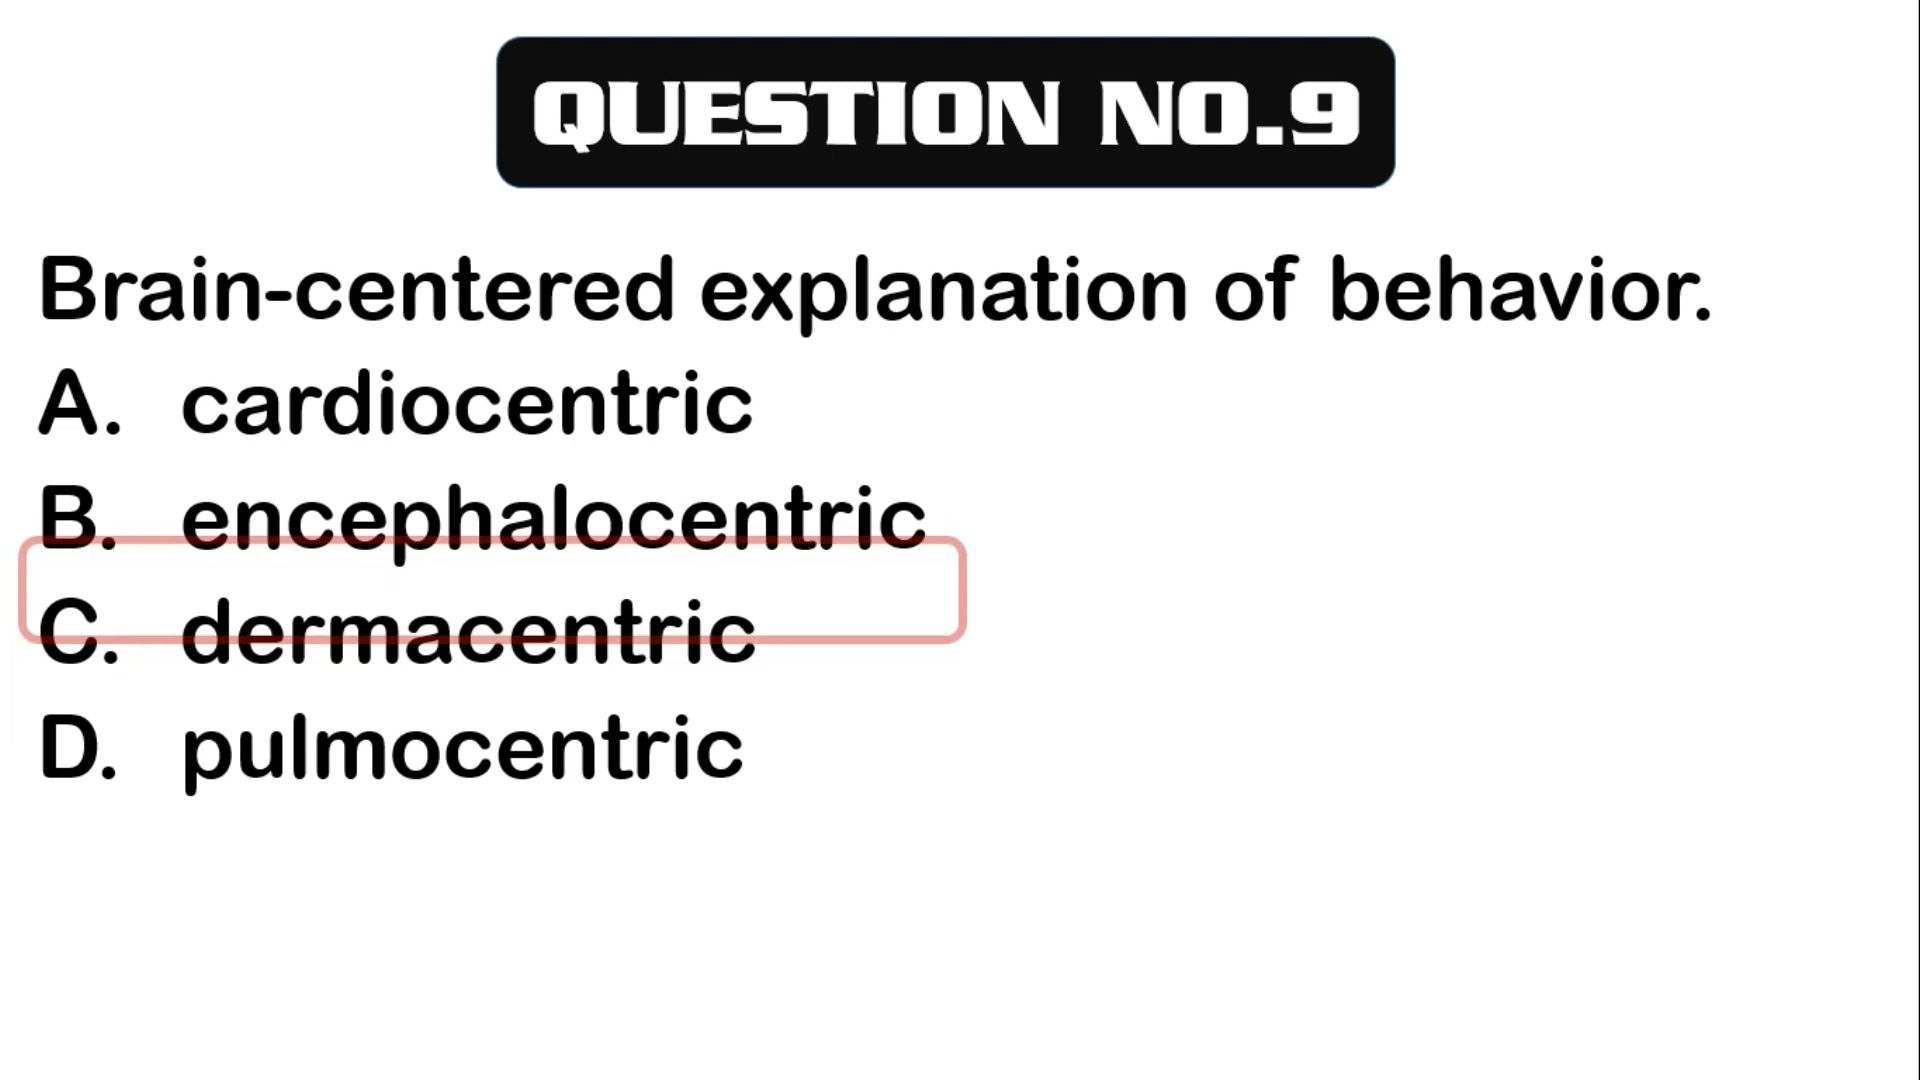 QUESTION NO.9
Brain-centered explanation of behavior.
A. cardiocentric
B. encephalocentric
C. dermacentric
D. pulmocentric